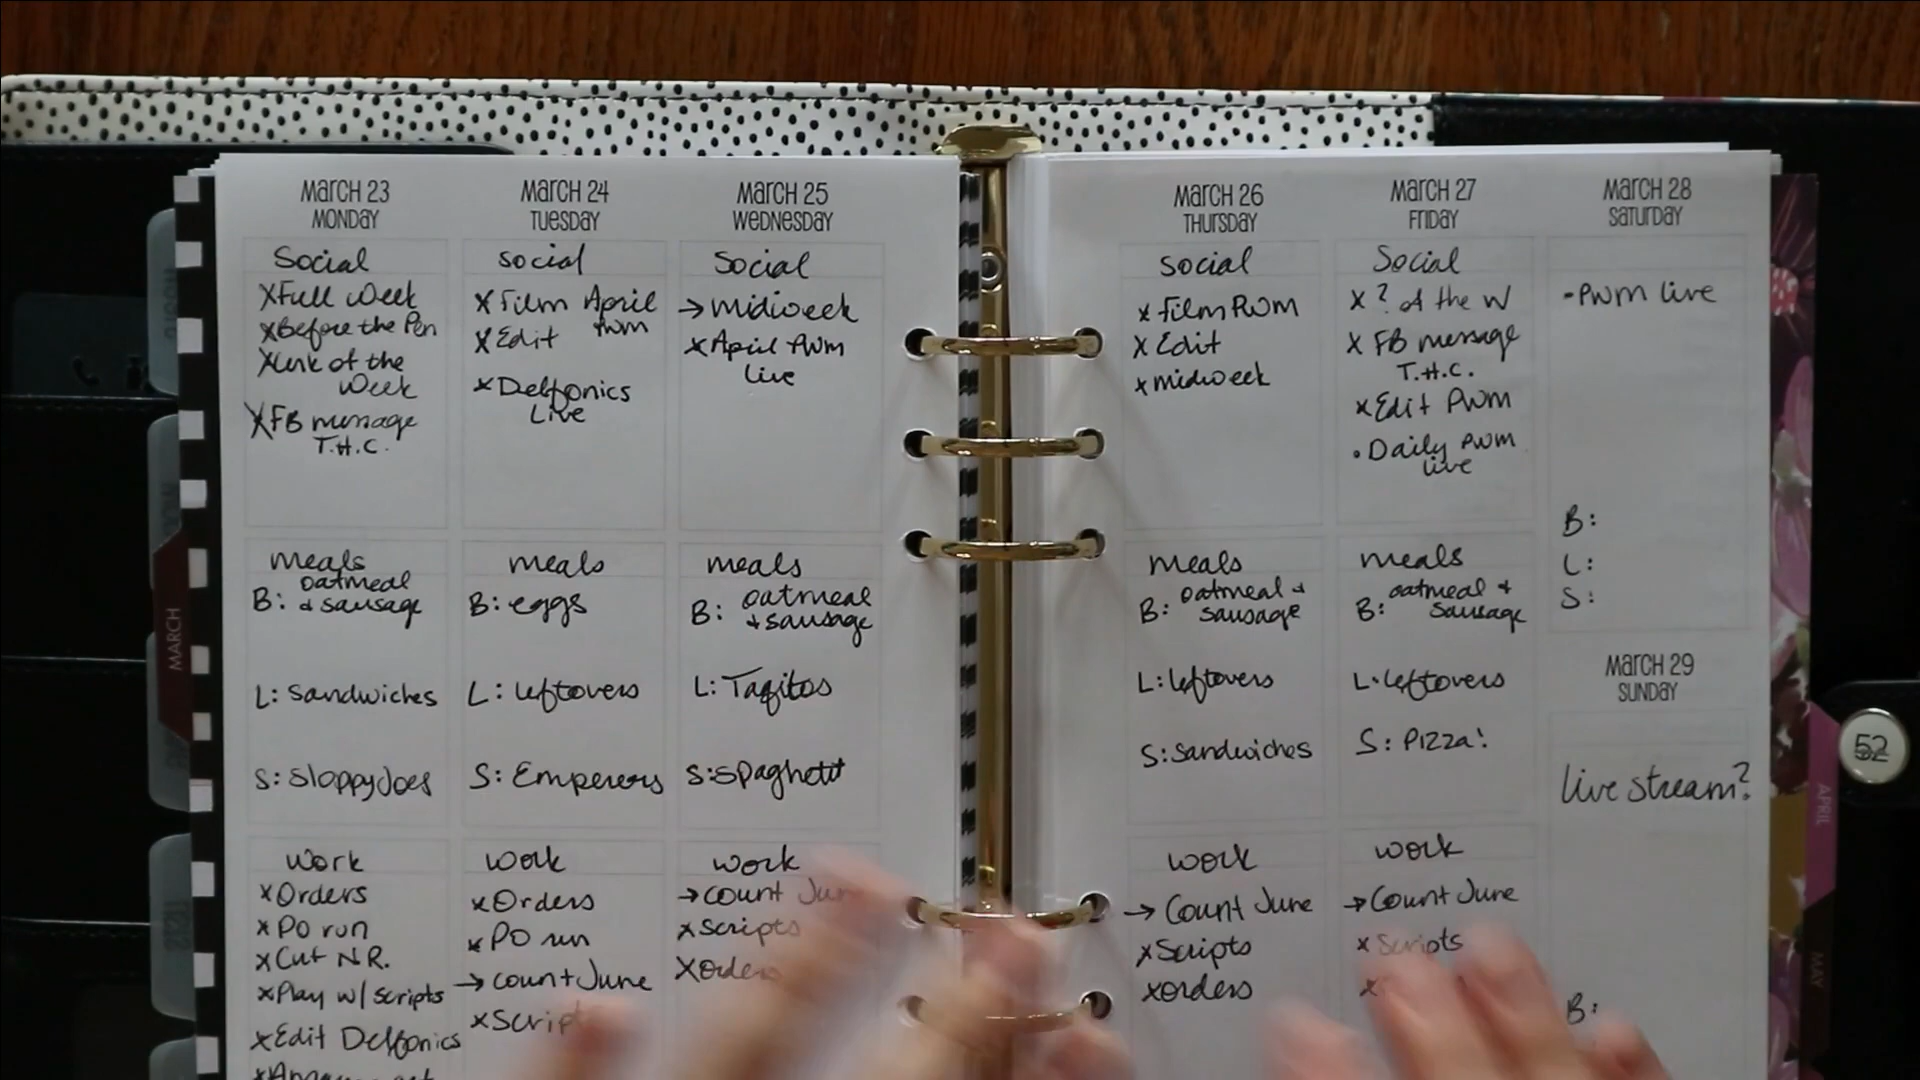 March 23
Monday
Social
X Full week
X Before the Pen
X Link of the
Week
X FB message
T.H.C.
meals
B: oatmeal
+ sausage
L: Sandwiches
S: Sloppy Joes
Work
X Orders
X PO run
X Cut N.R.
X Play w/ scripts
X Edit Delfonics
March 24
Tuesday
social
X Film April
PWM
X Edit
X Delfonics
Live
meals
B: eggs
L: Leftovers
S: Emperors
work
X Orders
X PO run
→ count June
X Script
March 25
Wednesday
Social
→ midweek
X April PWM
live
meals
B: oatmeal
+ sausage
L: Taqitos
S: Spaghetti
work
→ count Jun
X Scripts
X Orders
March 26
Thursday
social
X Film PWM
X Edit
X midweek
meals
B: oatmeal +
sausage
L: Leftovers
S: Sandwiches
work
→ Count June
X Scripts
X orders
March 27
Friday
Social
X ? of the W
X FB message
T.H.C.
X Edit PWM
• Daily PWM
live
meals
B: oatmeal +
sausage
L: Leftovers
S: Pizza!
work
→ Count June
X Scripts
X
March 28
Saturday
- PWM live
B:
L:
S:
March 29
Sunday
live stream?
B:
MARCH
APRIL
MAY
52